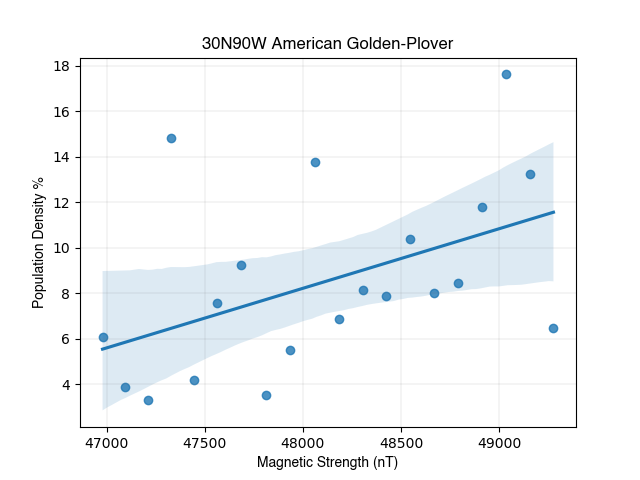 30N90W American Golden-Plover
18
16
14
12
10
8
6
4
Population Density %
47000 47500 48000 48500 49000
Magnetic Strength (nT)